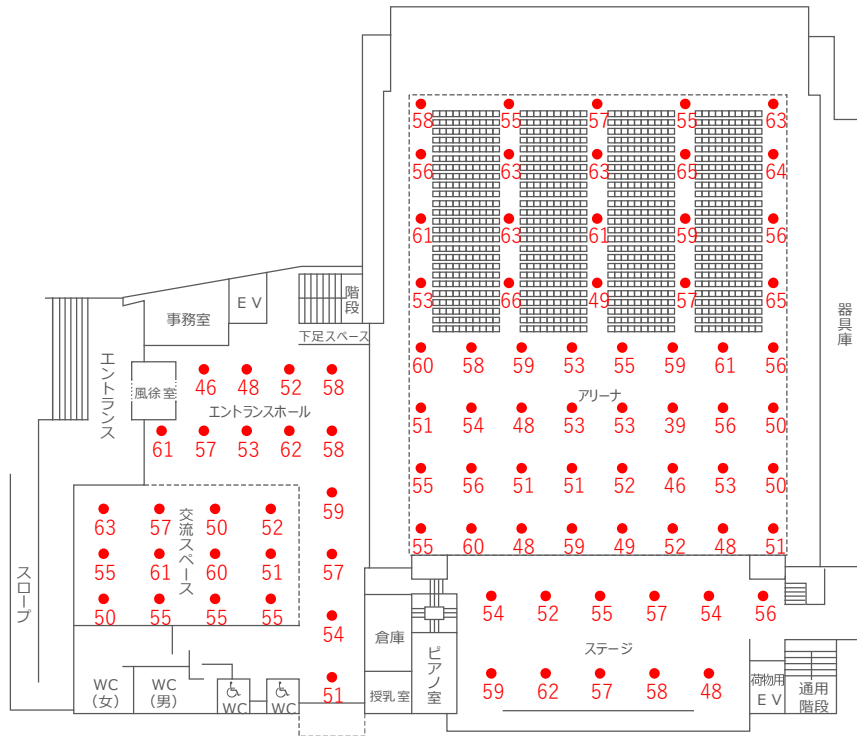 58 55 57 55 63
56 63 63 65 64
61 63 61 59 56
53 66 49 57 65
階段
EV
事務室
器具庫
下足スペース
60 58 59 53 55 59 61 56
エントランス
風徐室
46 48 52 58
アリーナ
エントランスホール
51 54 48 53 53 39 56 50
61 57 53 62 58
55 56 51 51 52 46 53 50
59
63 57 50 52
交流スペース
55 60 48 59 49 52 48 51
55 61 60 51
57
スロープ
50 55 55 55
54 52 55 57 54 56
54
倉庫
ピアノ室
ステージ
59 62 57 58 48
51
WC
(女)
WC
(男)
WC
WC
授乳室
荷物用
EV
通用
階段